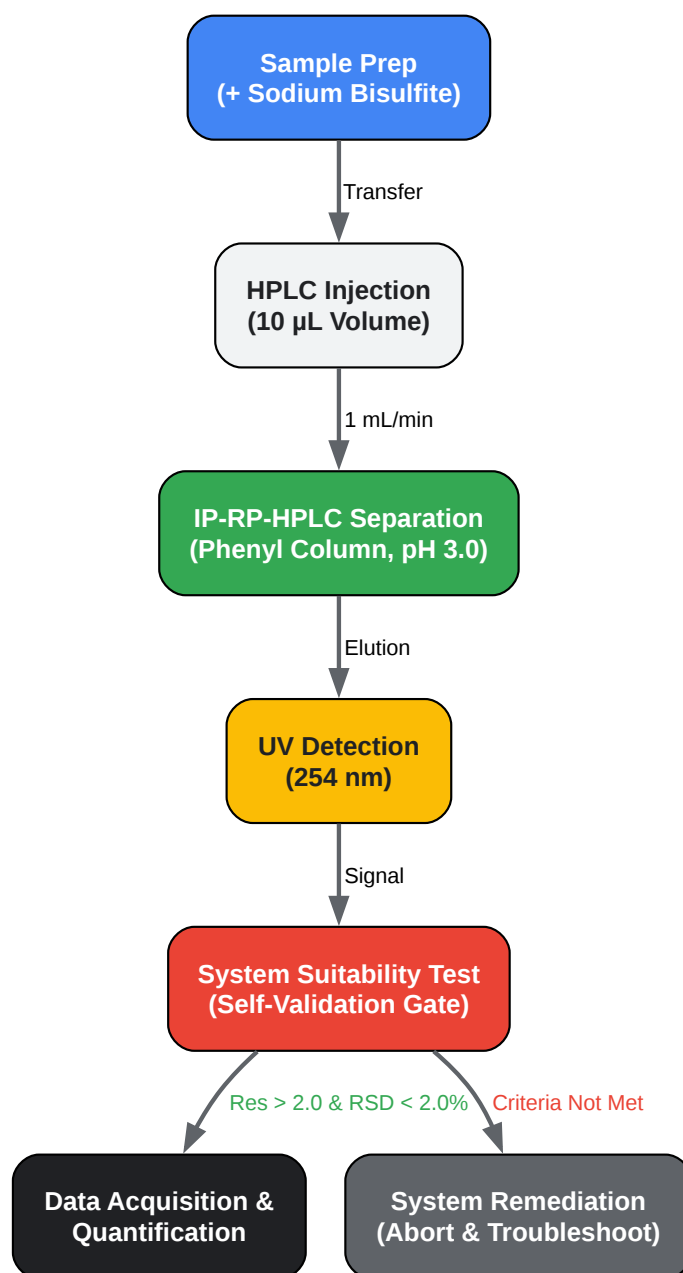 Sample Prep
(+ Sodium Bisulfite)
Transfer
HPLC Injection
(10 µL Volume)
1 mL/min
IP-RP-HPLC Separation
(Phenyl Column, pH 3.0)
Elution
UV Detection
(254 nm)
Signal
System Suitability Test
(Self-Validation Gate)
Res > 2.0 & RSD < 2.0%
Criteria Not Met
Data Acquisition &
Quantification
System Remediation
(Abort & Troubleshoot)